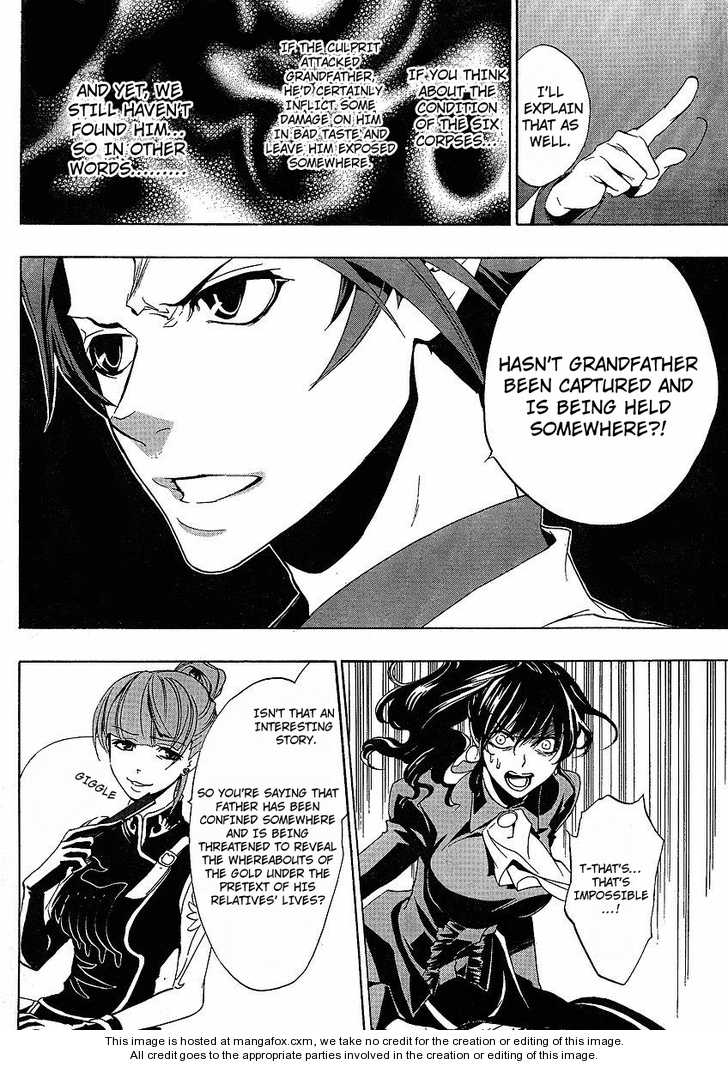 I'LL
EXPLAIN
THAT AS
WELL.
IF YOU THINK
ABOUT THE
CONDITION
OF THE SIX
CORPSES...
IF THE CULPRIT
ATTACKED
GRANDFATHER,
HE'D CERTAINLY
INFLICT SOME
DAMAGE ON HIM
IN BAD TASTE AND
LEAVE HIM EXPOSED
SOMEWHERE.
AND YET, WE
STILL HAVEN'T
FOUND HIM...
SO IN OTHER
WORDS.........
HASN'T GRANDFATHER
BEEN CAPTURED AND
IS BEING HELD
SOMEWHERE?!
T-THAT'S...
THAT'S
IMPOSSIBLE
...!
ISN'T THAT AN
INTERESTING
STORY.
SO YOU'RE SAYING THAT
FATHER HAS BEEN
CONFINED SOMEWHERE
AND IS BEING
THREATENED TO REVEAL
THE WHEREABOUTS OF
THE GOLD UNDER THE
PRETEXT OF HIS
RELATIVES' LIVES?
GIGGLE
This image is hosted at mangafox.cxm, we take no credit for the creation or editing of this image.
All credit goes to the appropriate parties involved in the creation or editing of this image.